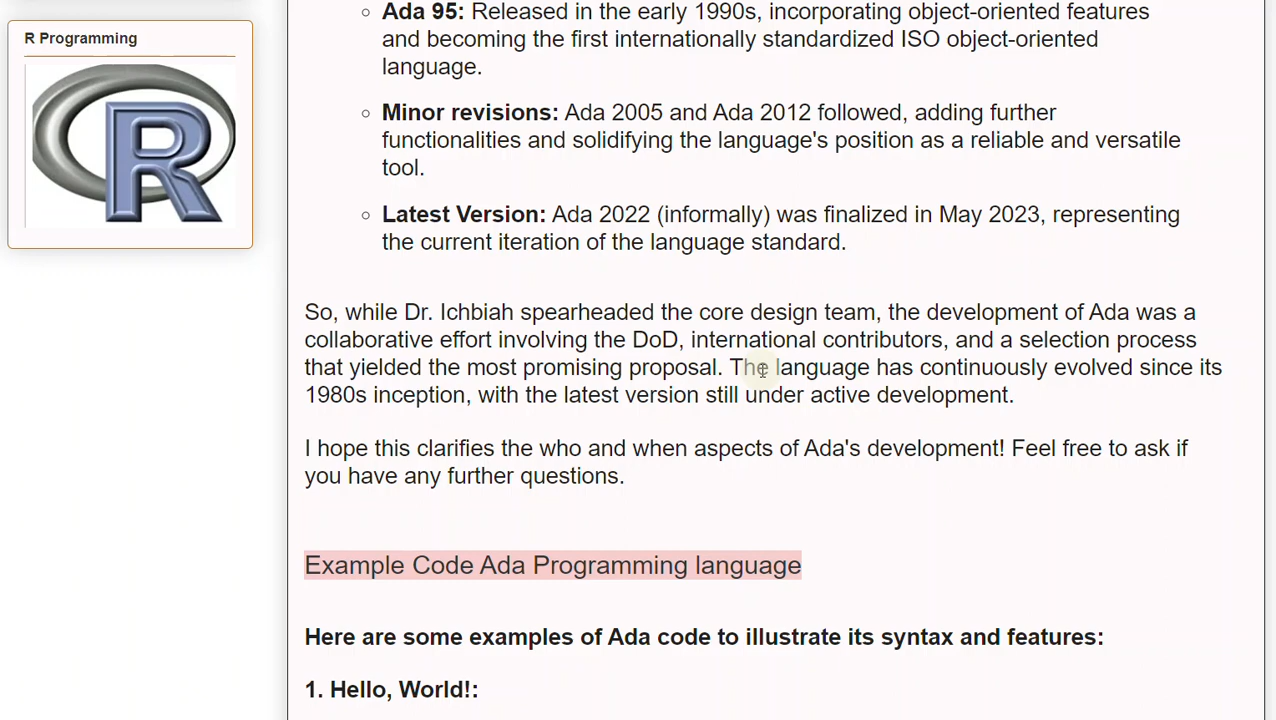 R Programming
R
Ada 95: Released in the early 1990s, incorporating object-oriented features
and becoming the first internationally standardized ISO object-oriented
language.
Minor revisions: Ada 2005 and Ada 2012 followed, adding further
functionalities and solidifying the language's position as a reliable and versatile
tool.
Latest Version: Ada 2022 (informally) was finalized in May 2023, representing
the current iteration of the language standard.
So, while Dr. Ichbiah spearheaded the core design team, the development of Ada was a
collaborative effort involving the DoD, international contributors, and a selection process
that yielded the most promising proposal. The language has continuously evolved since its
1980s inception, with the latest version still under active development.
I hope this clarifies the who and when aspects of Ada's development! Feel free to ask if
you have any further questions.
Example Code Ada Programming language
Here are some examples of Ada code to illustrate its syntax and features:
1. Hello, World!: